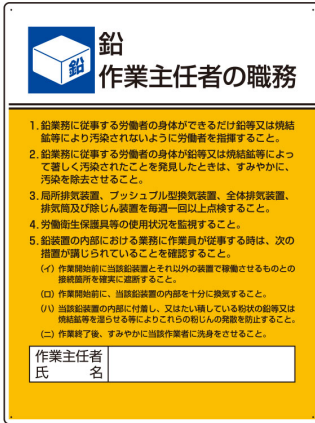 鉛
鉛
作業主任者の職務
1. 鉛業務に従事する労働者の身体ができるだけ鉛等又は焼結
鉱等により汚染されないように労働者を指揮すること。
2. 鉛業務に従事する労働者の身体が鉛等又は焼結鉱等によっ
て著しく汚染されたことを発見したときは、すみやかに、
汚染を除去させること。
3. 局所排気装置、プッシュプル型換気装置、全体換気装置、
排気筒及び除じん装置を毎週一回以上点検すること。
4. 労働衛生保護具等の使用状況を監視すること。
5. 鉛装置の内部における業務に作業員が従事する時は、次の
措置が講じられていることを確認すること。
(イ) 作業開始前に当該鉛装置とそれ以外の装置で稼働させるものとの
接続箇所を確実に遮断すること。
(ロ) 作業開始前に、当該鉛装置の内部を十分に換気すること。
(ハ) 当該鉛装置の内部に付着し、又はたい積している粉状の鉛等又は
焼結鉱等を湿らせる等によりこれらの粉じんの発散を防止すること。
(ニ) 作業終了後、すみやかに当該作業者に洗身をさせること。
作業主任者
氏 名